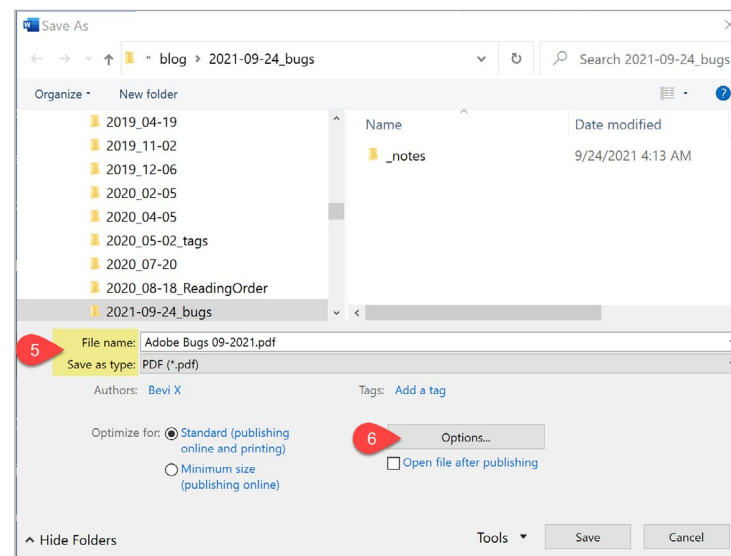 Save As
blog › 2021-09-24_bugs
Search 2021-09-24_bugs
Organize
New folder
2019_04-19
2019_11-02
2019_12-06
2020_02-05
2020_04-05
2020_05-02_tags
2020_07-20
2020_08-18_ReadingOrder
2021-09-24_bugs
Name
Date modified
_notes
9/24/2021 4:13 AM
5
File name: Adobe Bugs 09-2021.pdf
Save as type: PDF (*.pdf)
Authors: Bevi X
Tags: Add a tag
Optimize for: Standard (publishing
online and printing)
Minimum size
(publishing online)
6
Options...
Open file after publishing
Hide Folders
Tools
Save
Cancel